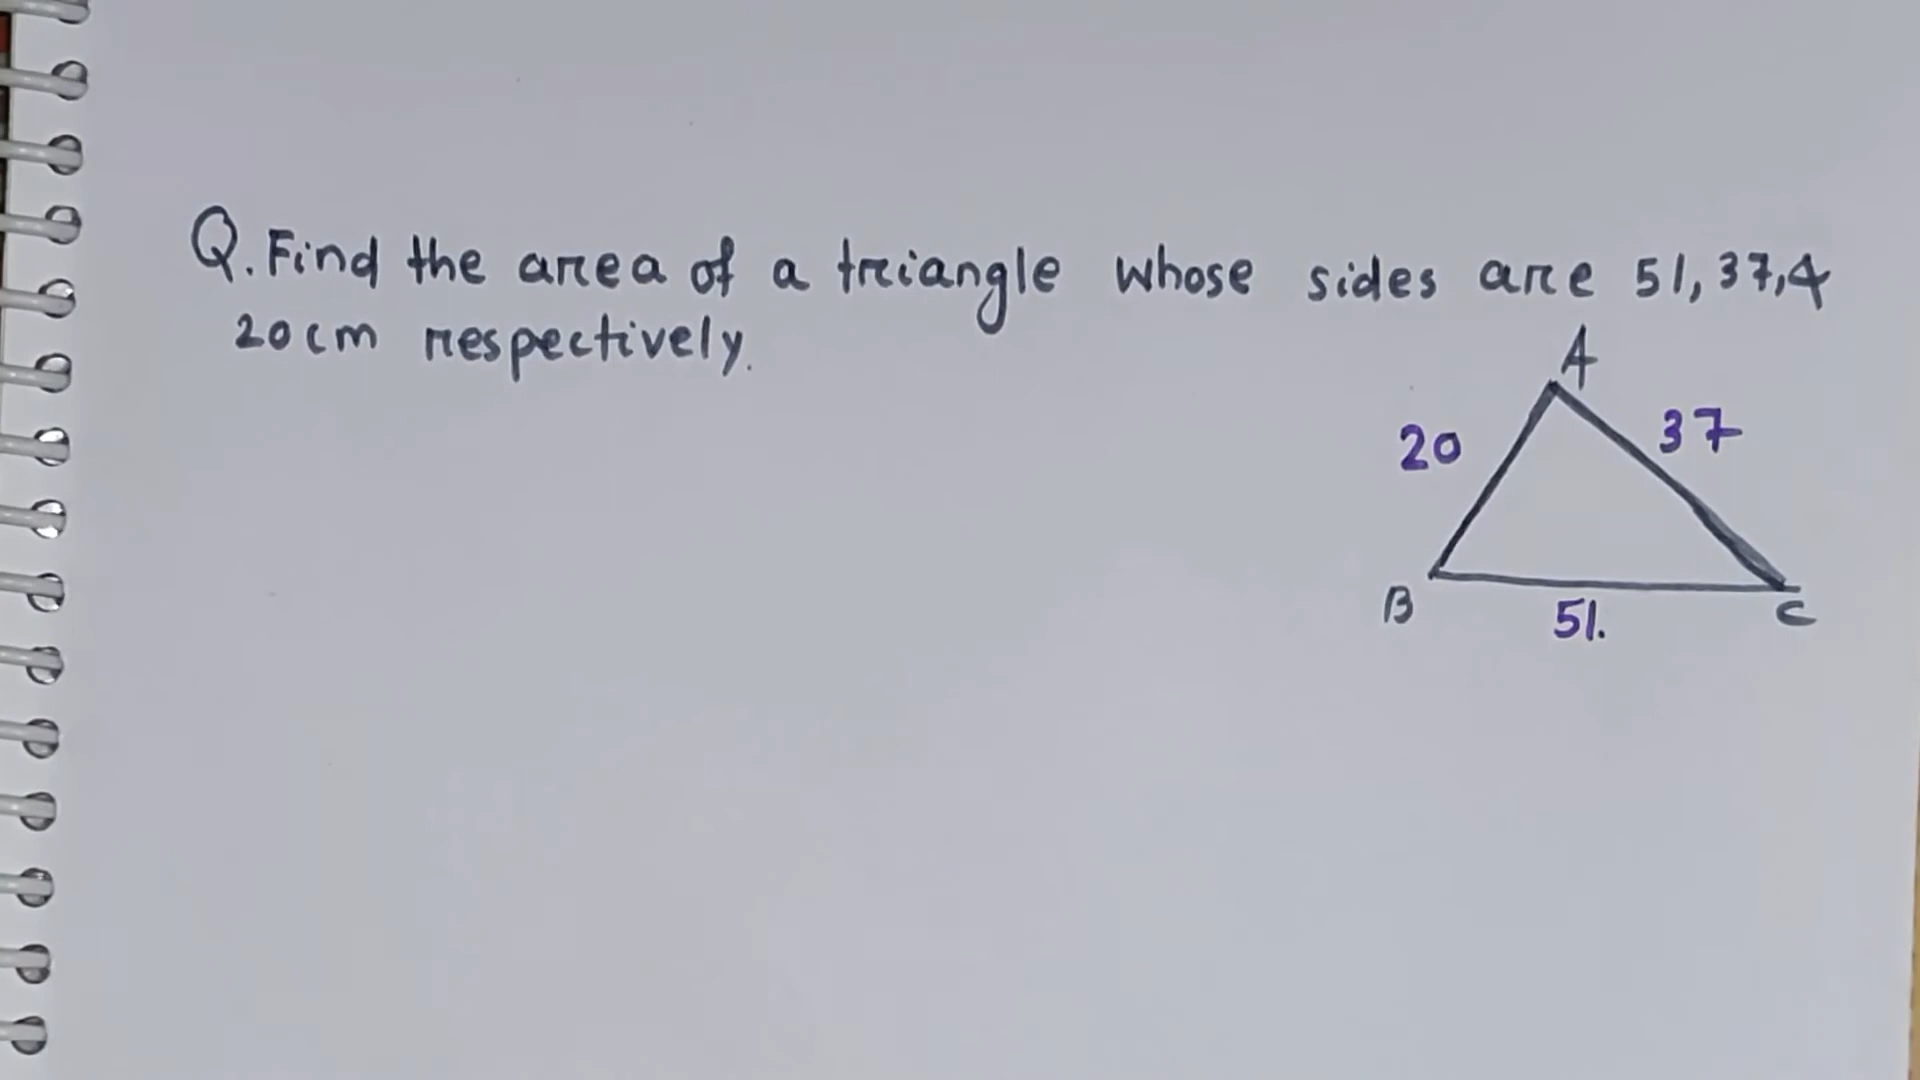 Q. Find the area of a triangle whose sides are 51, 37, &
20 cm respectively.
A
20
37
B
51.
C